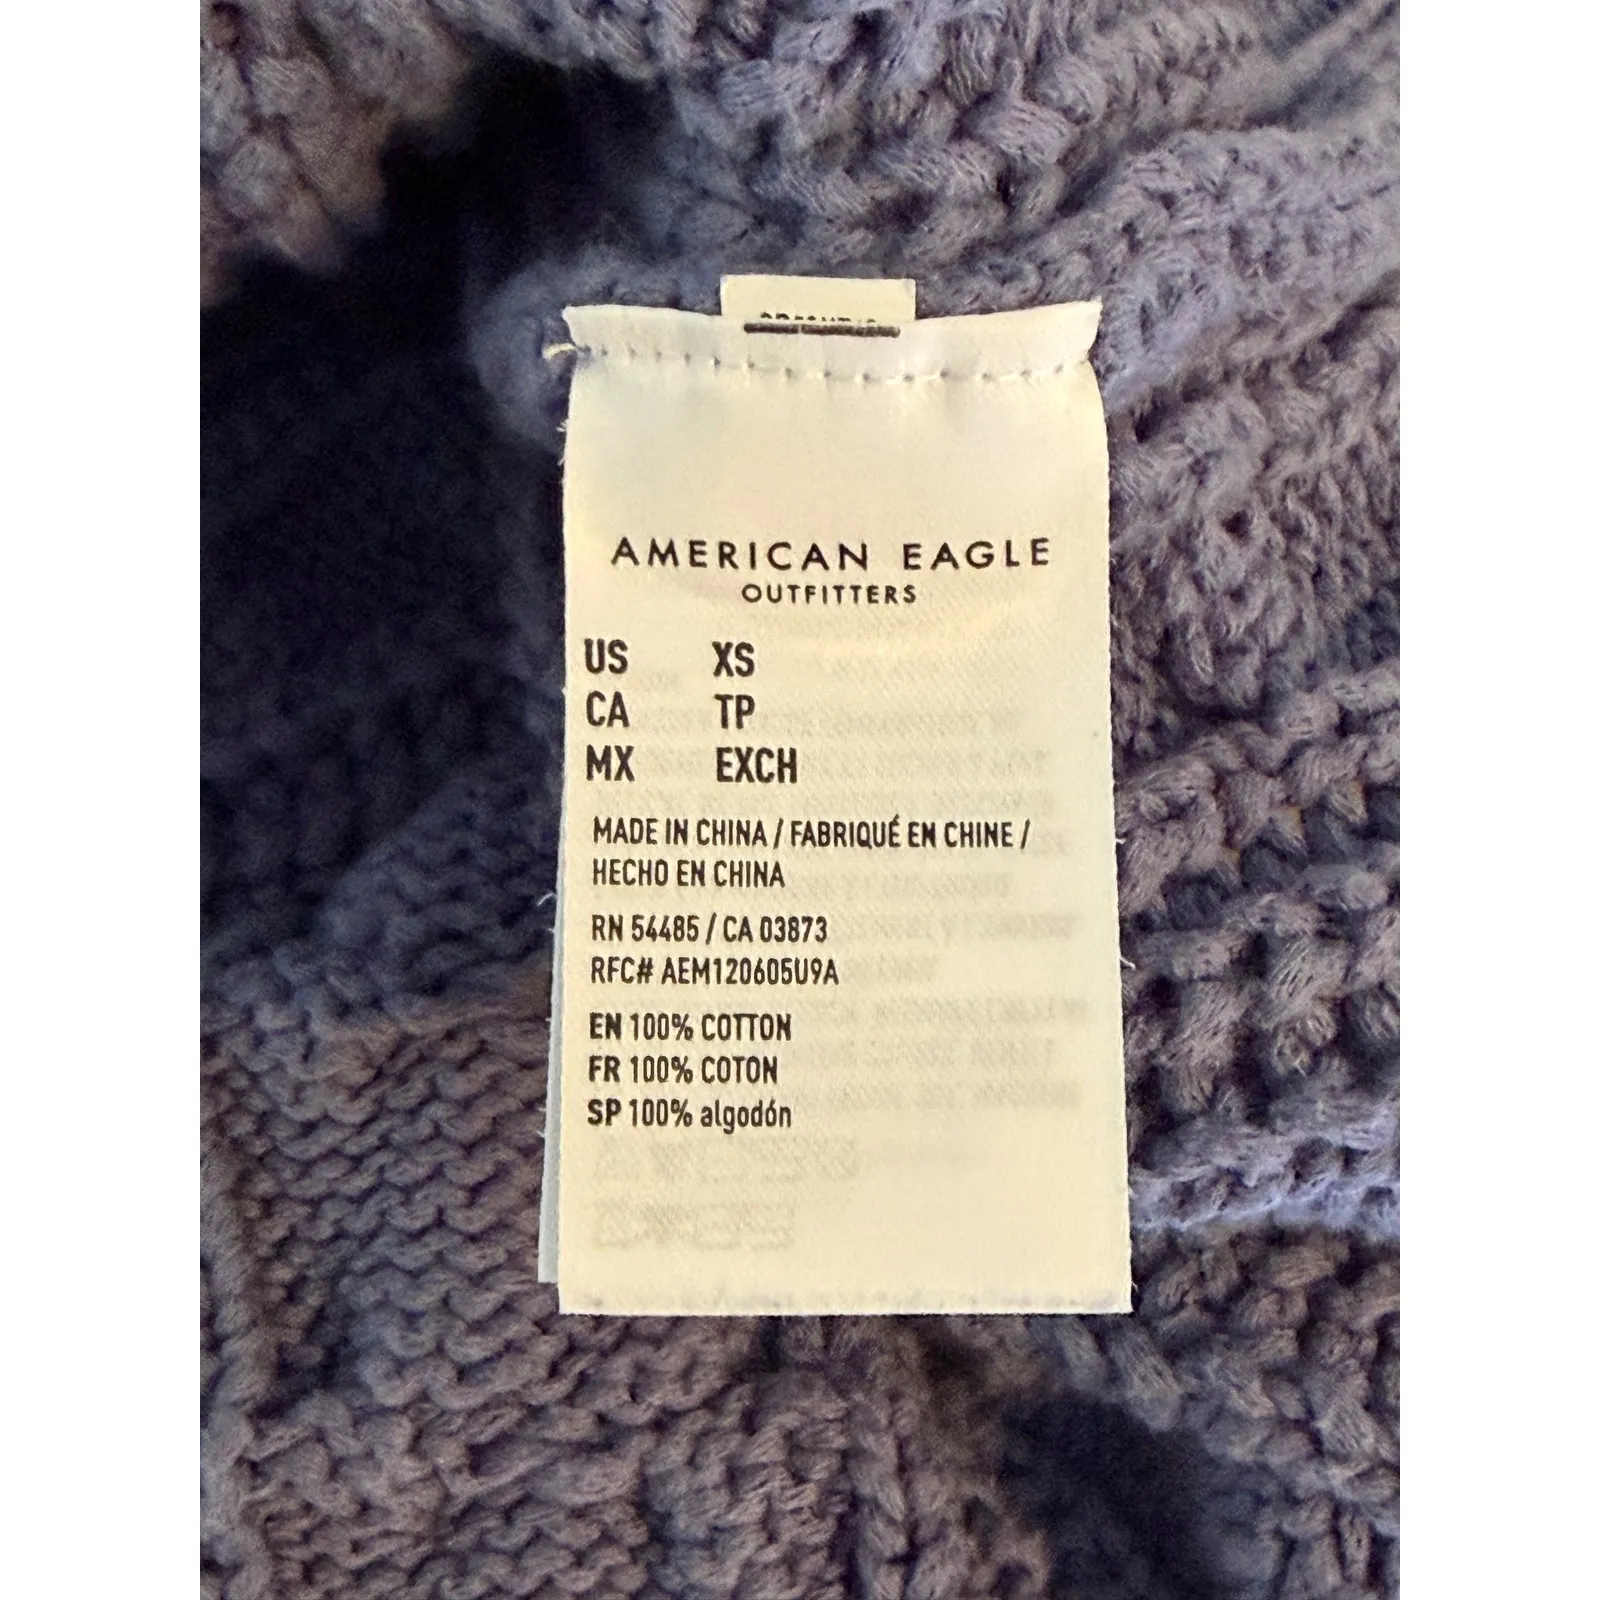 AMERICAN EAGLE
OUTFITTERS
US XS
CA TP
MX EXCH
MADE IN CHINA / FABRIQUÉ EN CHINE /
HECHO EN CHINA
RN 54485 / CA 03873
RFC# AEM120605U9A
EN 100% COTTON
FR 100% COTON
SP 100% algodón